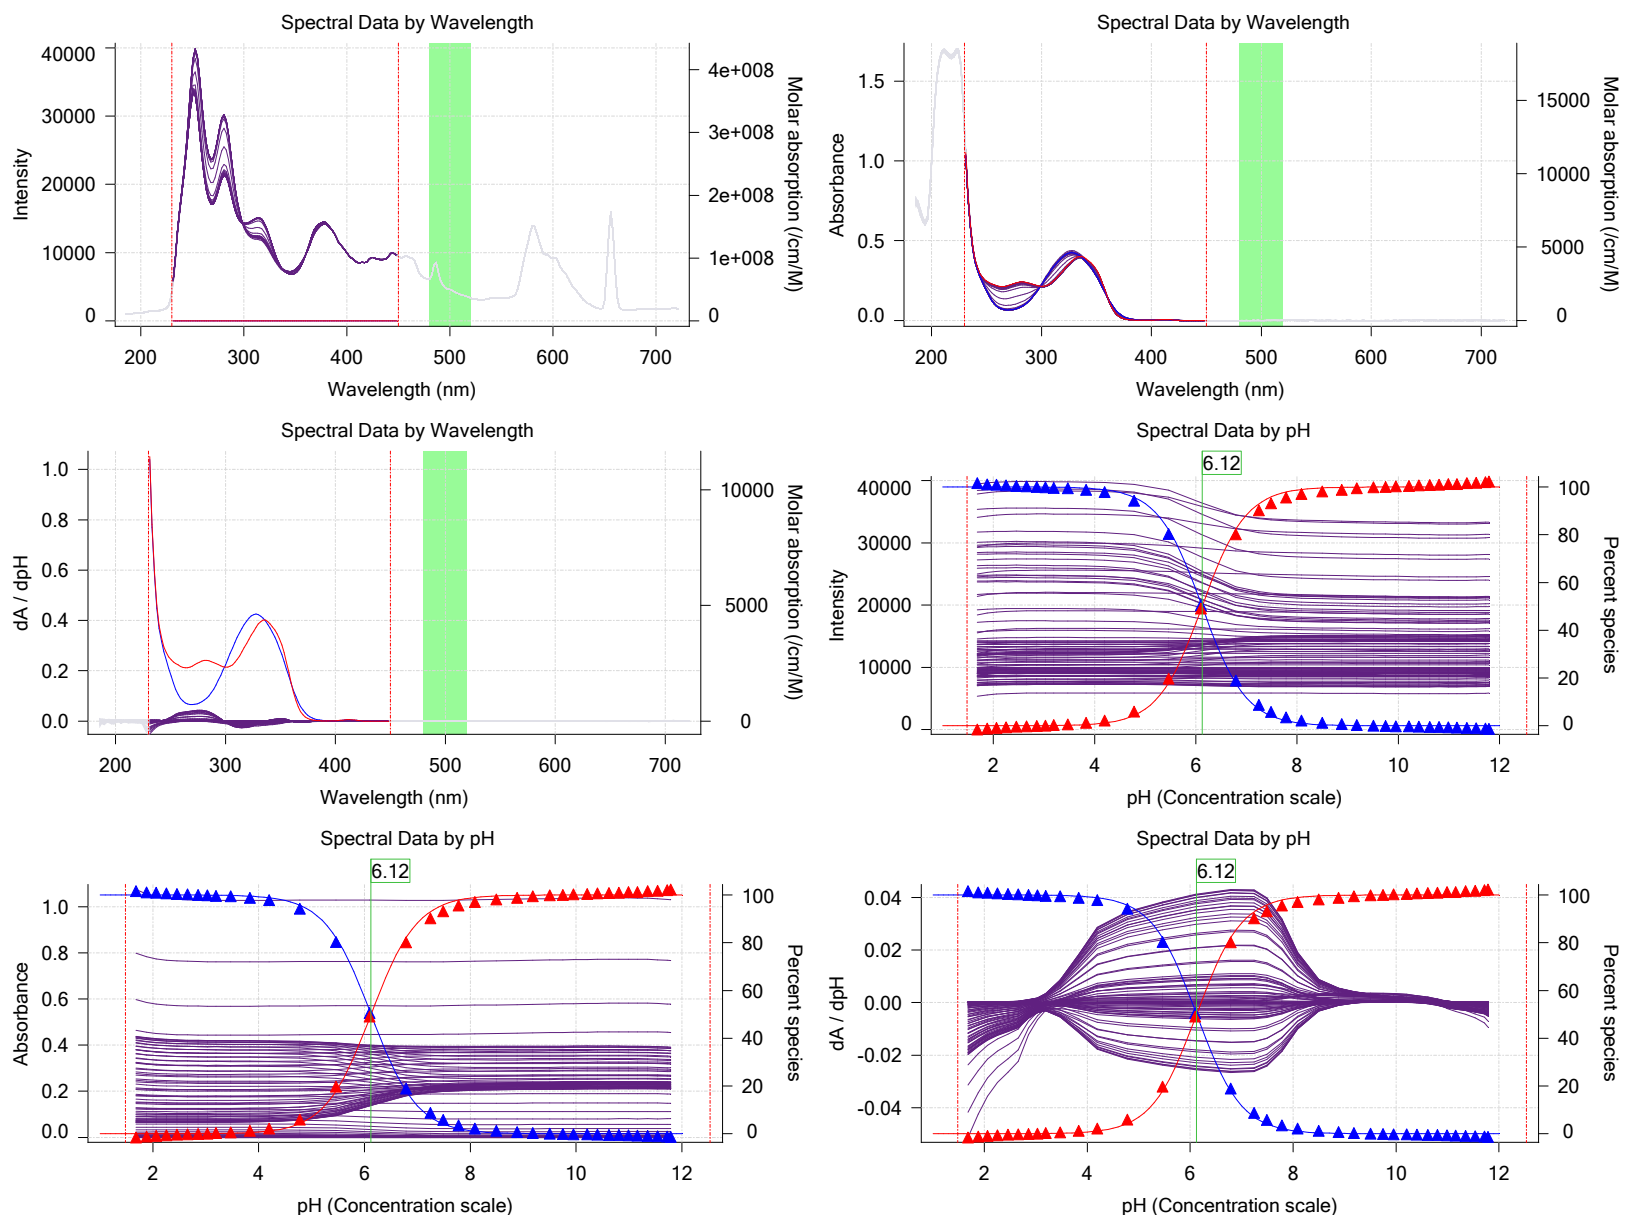 Spectral Data by Wavelength
40000
30000
20000
10000
0
Intensity
4e+008
3e+008
2e+008
1e+008
0
Molar absorption (/cm/M)
200 300 400 500 600 700
Wavelength (nm)
Spectral Data by Wavelength
1.5
1.0
0.5
0.0
Absorbance
15000
10000
5000
0
Molar absorption (/cm/M)
200 300 400 500 600 700
Wavelength (nm)
Spectral Data by Wavelength
1.0
0.8
0.6
0.4
0.2
0.0
dA / dpH
10000
5000
0
Molar absorption (/cm/M)
200 300 400 500 600 700
Wavelength (nm)
Spectral Data by pH
6.12
40000
30000
20000
10000
0
Intensity
100
80
60
40
20
0
Percent species
2 4 6 8 10 12
pH (Concentration scale)
Spectral Data by pH
6.12
1.0
0.8
0.6
0.4
0.2
0.0
Absorbance
100
80
60
40
20
0
Percent species
2 4 6 8 10 12
pH (Concentration scale)
Spectral Data by pH
6.12
0.04
0.02
0.00
-0.02
-0.04
dA / dpH
100
80
60
40
20
0
Percent species
2 4 6 8 10 12
pH (Concentration scale)